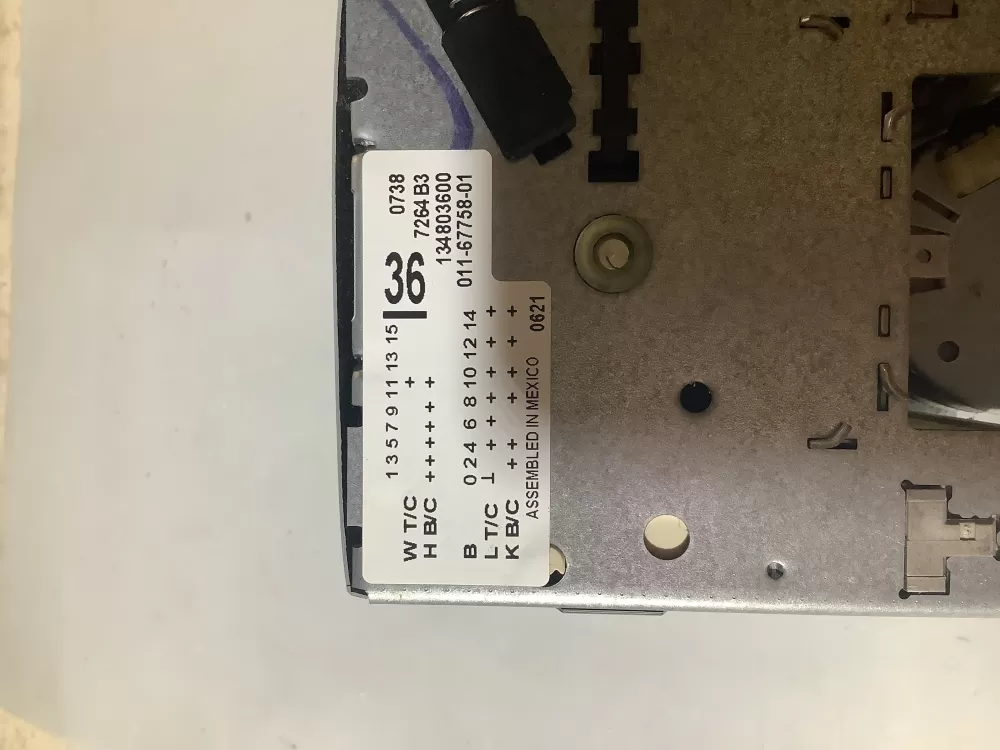 0738
36 7264 B3
134803600
011-67758-01
1 3 5 7 9 11 13 15
W T/C +
H B/C + + + + + +
B 0 2 4 6 8 10 12 14
L T/C ⊥ + + + + + +
K B/C + + + + + + +
ASSEMBLED IN MEXICO 0621